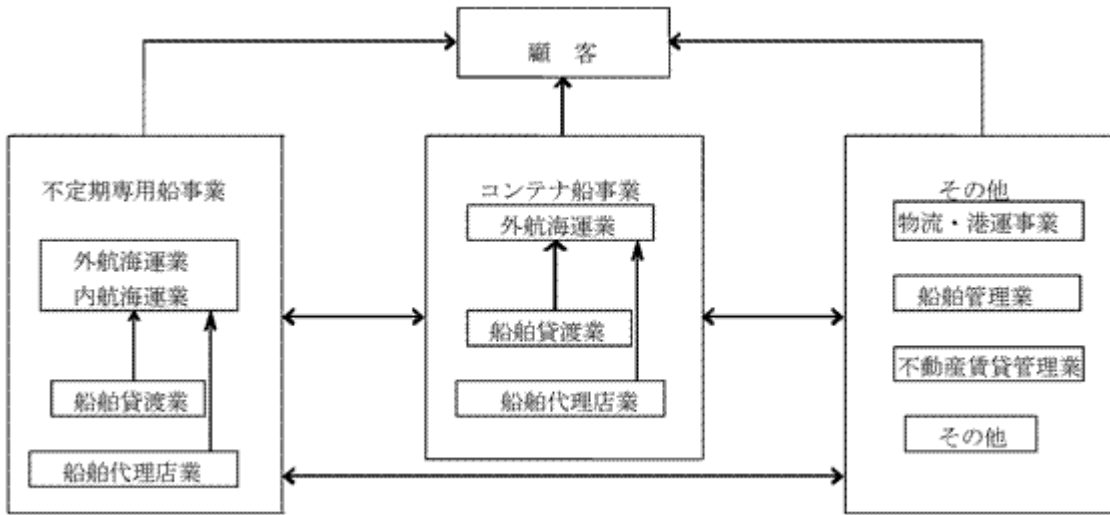 顧 客
不定期専用船事業
外航海運業
内航海運業
船舶貸渡業
船舶代理店業
コンテナ船事業
外航海運業
船舶貸渡業
船舶代理店業
その他
物流・港運事業
船舶管理業
不動産賃貸管理業
その他